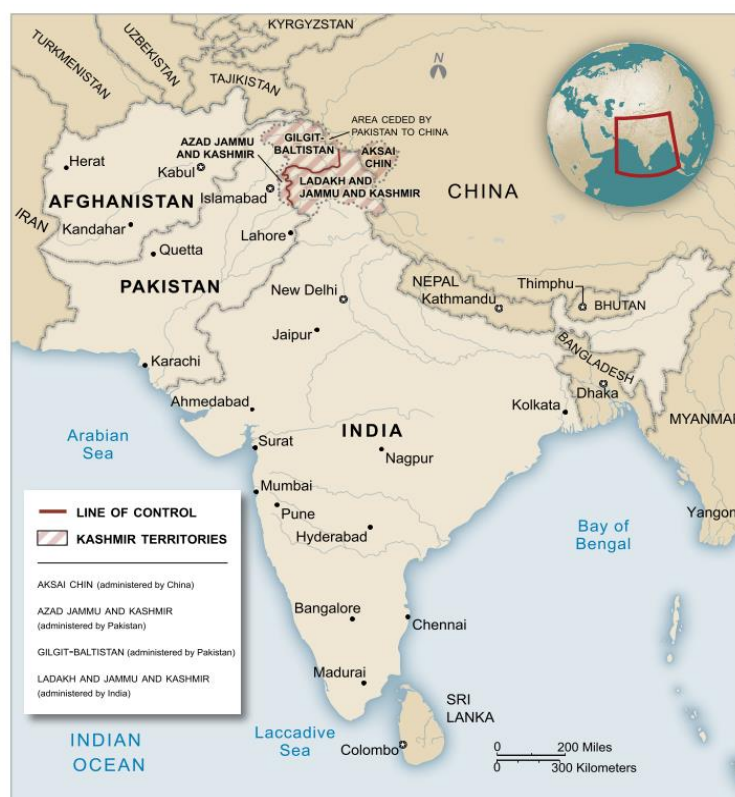 KYRGYZSTAN
UZBEKISTAN
TURKMENISTAN
TAJIKISTAN
N
AREA CEDED BY
PAKISTAN TO CHINA
GILGIT-
BALTISTAN
AZAD JAMMU
AND KASHMIR
AKSAI
CHIN
Herat
Kabul
LADAKH AND
JAMMU AND KASHMIR
CHINA
Islamabad
AFGHANISTAN
IRAN
Kandahar
Lahore
Quetta
PAKISTAN
NEPAL
Kathmandu
Thimphu
BHUTAN
New Delhi
Jaipur
BANGLADESH
Karachi
Dhaka
Ahmedabad
Kolkata
MYANMAR
Arabian
Sea
INDIA
Surat
Nagpur
Mumbai
Pune
Hyderabad
Yangon
Bay of
Bengal
LINE OF CONTROL
KASHMIR TERRITORIES
AKSAI CHIN (administered by China)
AZAD JAMMU AND KASHMIR
(administered by Pakistan)
GILGIT-BALTISTAN (administered by Pakistan)
LADAKH AND JAMMU AND KASHMIR
(administered by India)
Bangalore
Chennai
Madurai
SRI
LANKA
Colombo
Laccadive
Sea
INDIAN
OCEAN
0 200 Miles
0 300 Kilometers